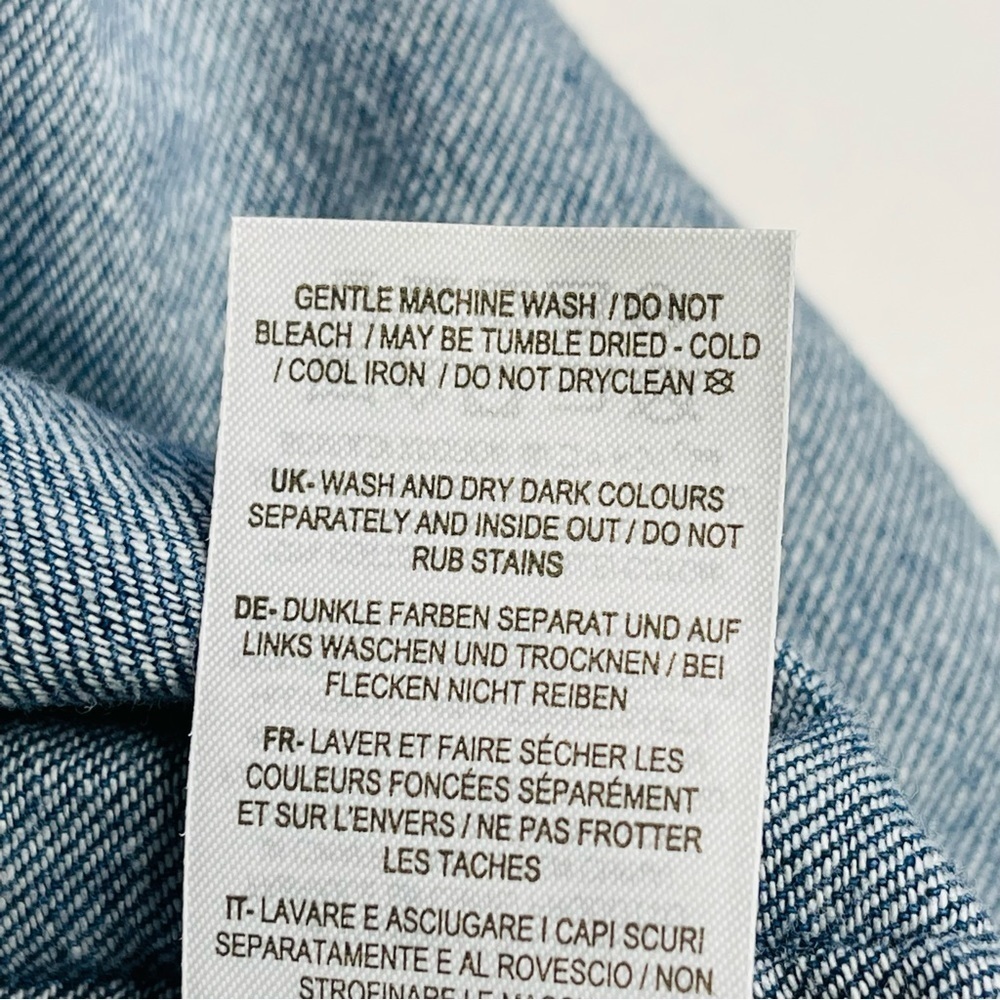 GENTLE MACHINE WASH / DO NOT
BLEACH / MAY BE TUMBLE DRIED - COLD
/ COOL IRON / DO NOT DRYCLEAN
UK- WASH AND DRY DARK COLOURS
SEPARATELY AND INSIDE OUT / DO NOT
RUB STAINS
DE- DUNKLE FARBEN SEPARAT UND AUF
LINKS WASCHEN UND TROCKNEN / BEI
FLECKEN NICHT REIBEN
FR- LAVER ET FAIRE SÉCHER LES
COULEURS FONCÉES SÉPARÉMENT
ET SUR L'ENVERS / NE PAS FROTTER
LES TACHES
IT- LAVARE E ASCIUGARE I CAPI SCURI
SEPARATAMENTE E AL ROVESCIO / NON
STROFINARE LE